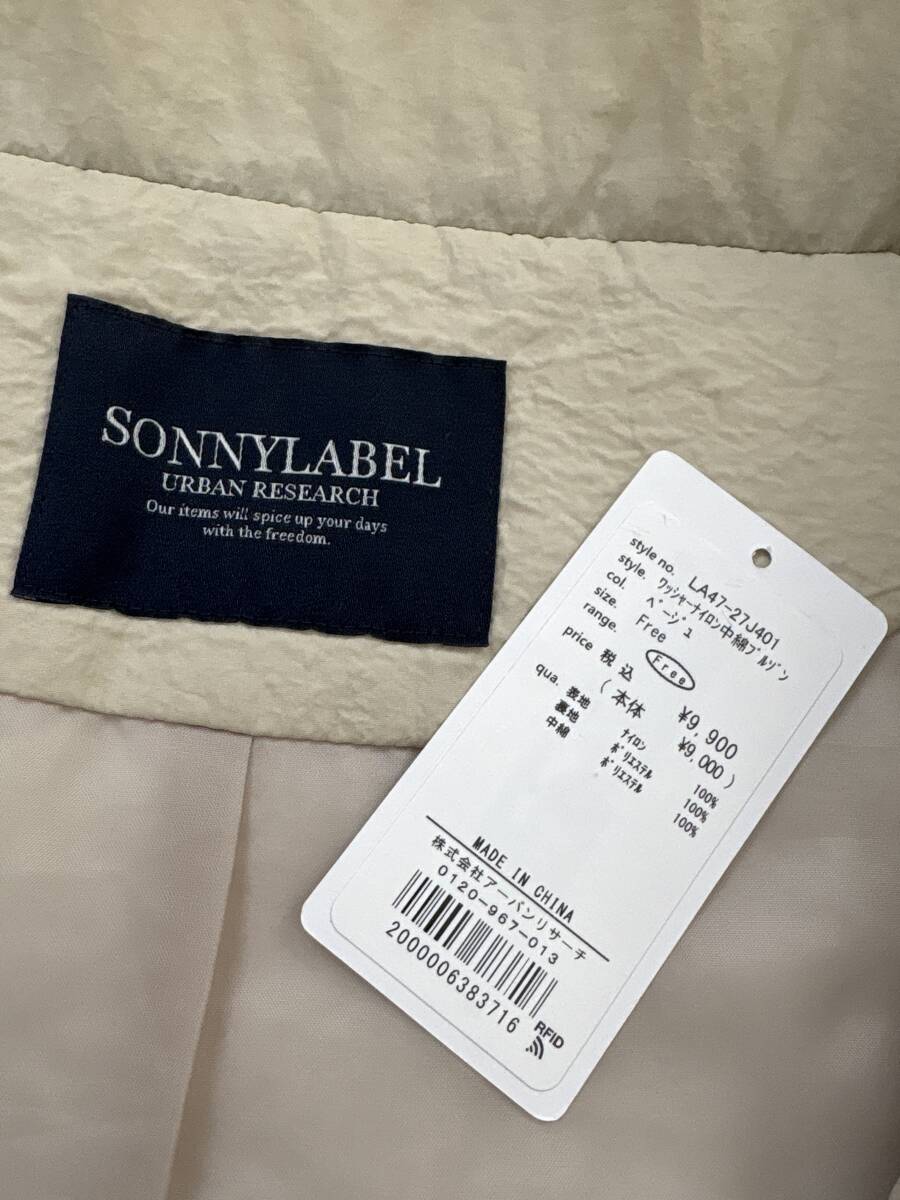 SONNYLABEL
URBAN RESEARCH
Our items will spice up your days
with the freedom.
style no. LA47-27J401
style. ワッシャーナイロン中綿ブルゾン
col. ベージュ
size. Free
range. Free
price 税込 ¥9,900
(本体 ¥9,000)
qua. 表地 ナイロン 100%
裏地 ポリエステル 100%
中綿 ポリエステル 100%
MADE IN CHINA
株式会社アーバンリサーチ
0120-967-013
2000006383716
RFID